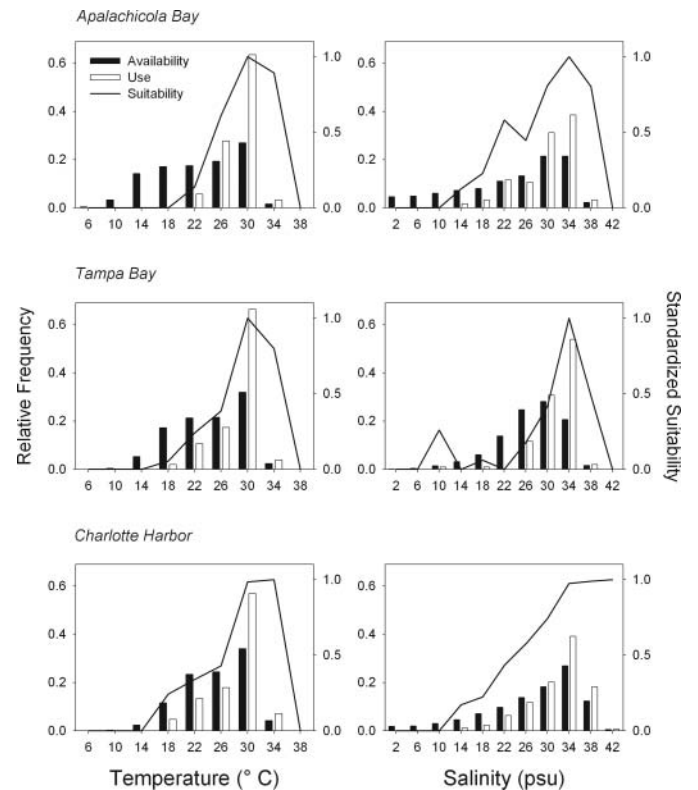 Apalachicola Bay
Availability
Use
Suitability
0.6
0.4
0.2
0.0
1.0
0.5
0.0
6 10 14 18 22 26 30 34 38
0.6
0.4
0.2
0.0
1.0
0.5
0.0
2 6 10 14 18 22 26 30 34 38 42
Tampa Bay
Relative Frequency
0.6
0.4
0.2
0.0
1.0
0.5
0.0
6 10 14 18 22 26 30 34 38
0.6
0.4
0.2
0.0
1.0
0.5
0.0
2 6 10 14 18 22 26 30 34 38 42
Standardized Suitability
Charlotte Harbor
0.6
0.4
0.2
0.0
1.0
0.5
0.0
6 10 14 18 22 26 30 34 38
0.6
0.4
0.2
0.0
1.0
0.5
0.0
2 6 10 14 18 22 26 30 34 38 42
Temperature (° C)
Salinity (psu)